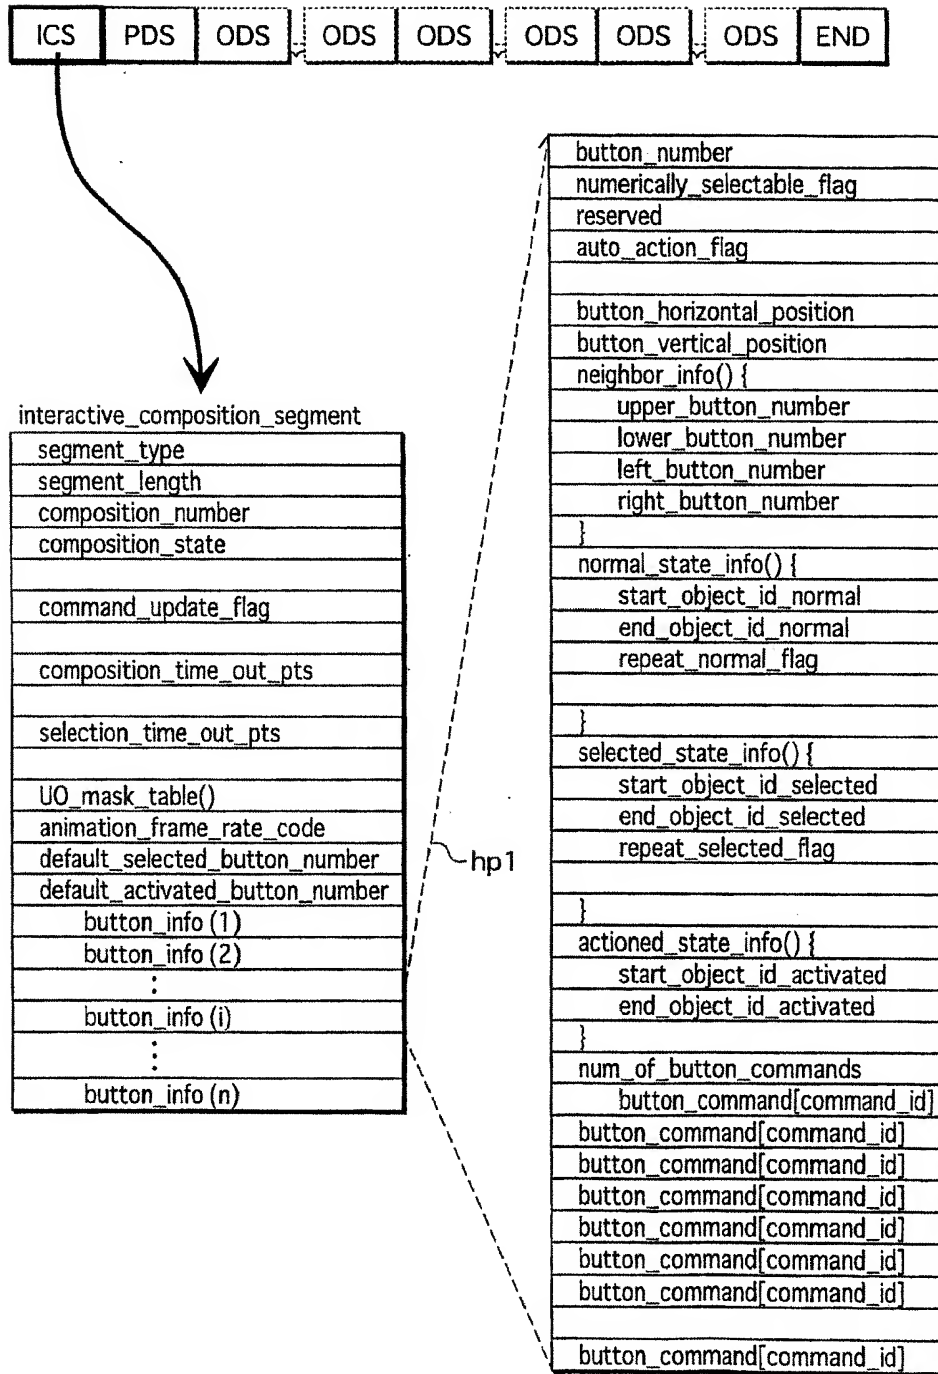 ICS PDS ODS ODS ODS ODS ODS ODS END
interactive_composition_segment
segment_type
segment_length
composition_number
composition_state
command_update_flag
composition_time_out_pts
selection_time_out_pts
UO_mask_table()
animation_frame_rate_code
default_selected_button_number
default_activated_button_number
button_info (1)
button_info (2)
⋮
button_info (i)
⋮
button_info (n)
hp1
button_number
numerically_selectable_flag
reserved
auto_action_flag
button_horizontal_position
button_vertical_position
neighbor_info() {
upper_button_number
lower_button_number
left_button_number
right_button_number
}
normal_state_info() {
start_object_id_normal
end_object_id_normal
repeat_normal_flag
}
selected_state_info() {
start_object_id_selected
end_object_id_selected
repeat_selected_flag
}
actioned_state_info() {
start_object_id_activated
end_object_id_activated
}
num_of_button_commands
button_command[command_id]
button_command[command_id]
button_command[command_id]
button_command[command_id]
button_command[command_id]
button_command[command_id]
button_command[command_id]
button_command[command_id]